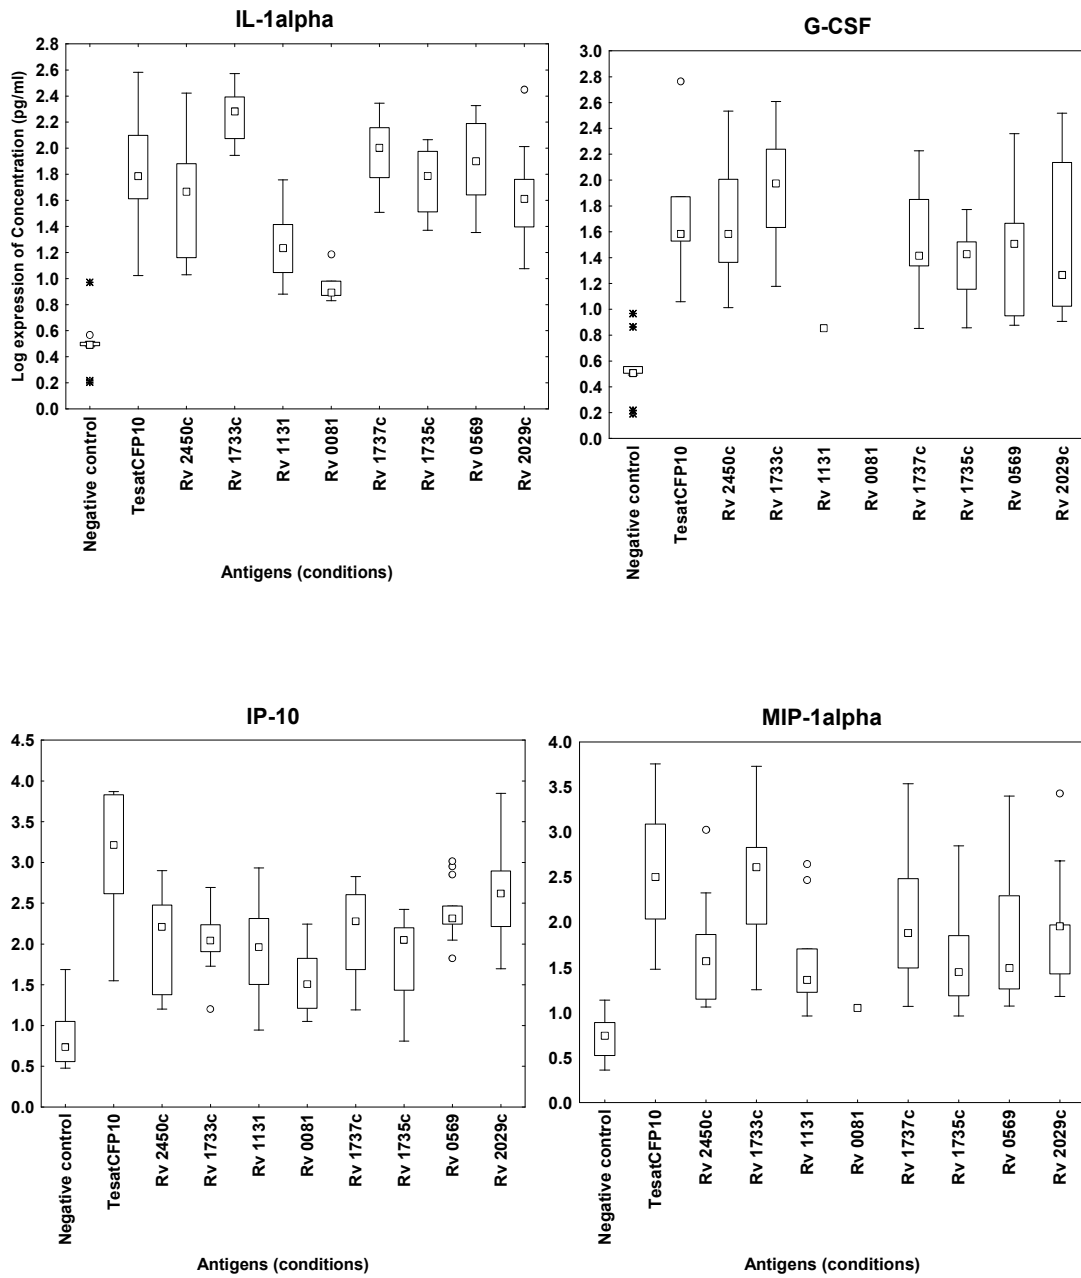 IL-1alpha
Log expression of Concentration (pg/ml)
2.8
2.6
2.4
2.2
2.0
1.8
1.6
1.4
1.2
1.0
0.8
0.6
0.4
0.2
0.0
Negative control
TesatCFP10
Rv 2450c
Rv 1733c
Rv 1131
Rv 0081
Rv 1737c
Rv 1735c
Rv 0569
Rv 2029c
Antigens (conditions)
G-CSF
3.0
2.8
2.6
2.4
2.2
2.0
1.8
1.6
1.4
1.2
1.0
0.8
0.6
0.4
0.2
0.0
Negative control
TesatCFP10
Rv 2450c
Rv 1733c
Rv 1131
Rv 0081
Rv 1737c
Rv 1735c
Rv 0569
Rv 2029c
IP-10
4.5
4.0
3.5
3.0
2.5
2.0
1.5
1.0
0.5
0.0
Negative control
TesatCFP10
Rv 2450c
Rv 1733c
Rv 1131
Rv 0081
Rv 1737c
Rv 1735c
Rv 0569
Rv 2029c
Antigens (conditions)
MIP-1alpha
4.0
3.5
3.0
2.5
2.0
1.5
1.0
0.5
0.0
Negative control
TesatCFP10
Rv 2450c
Rv 1733c
Rv 1131
Rv 0081
Rv 1737c
Rv 1735c
Rv 0569
Rv 2029c
Antigens (conditions)